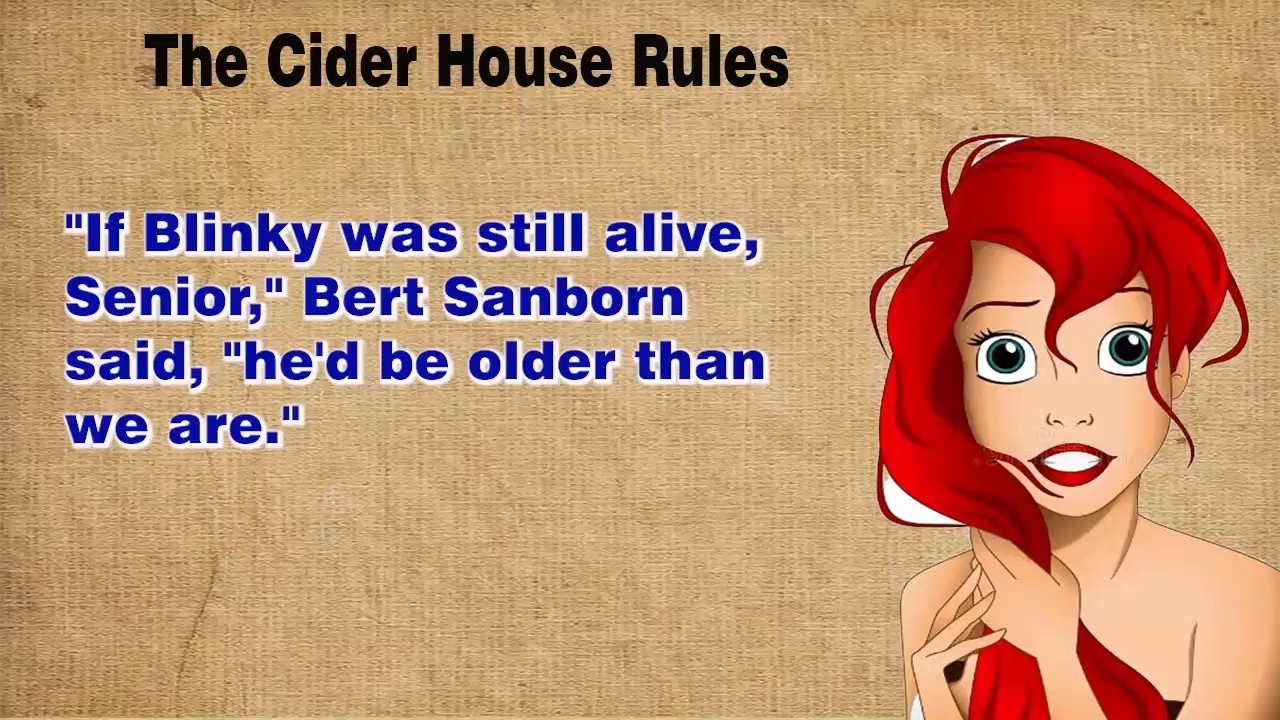 The Cider House Rules
"If Blinky was still alive,
Senior," Bert Sanborn
said, "he'd be older than
we are."